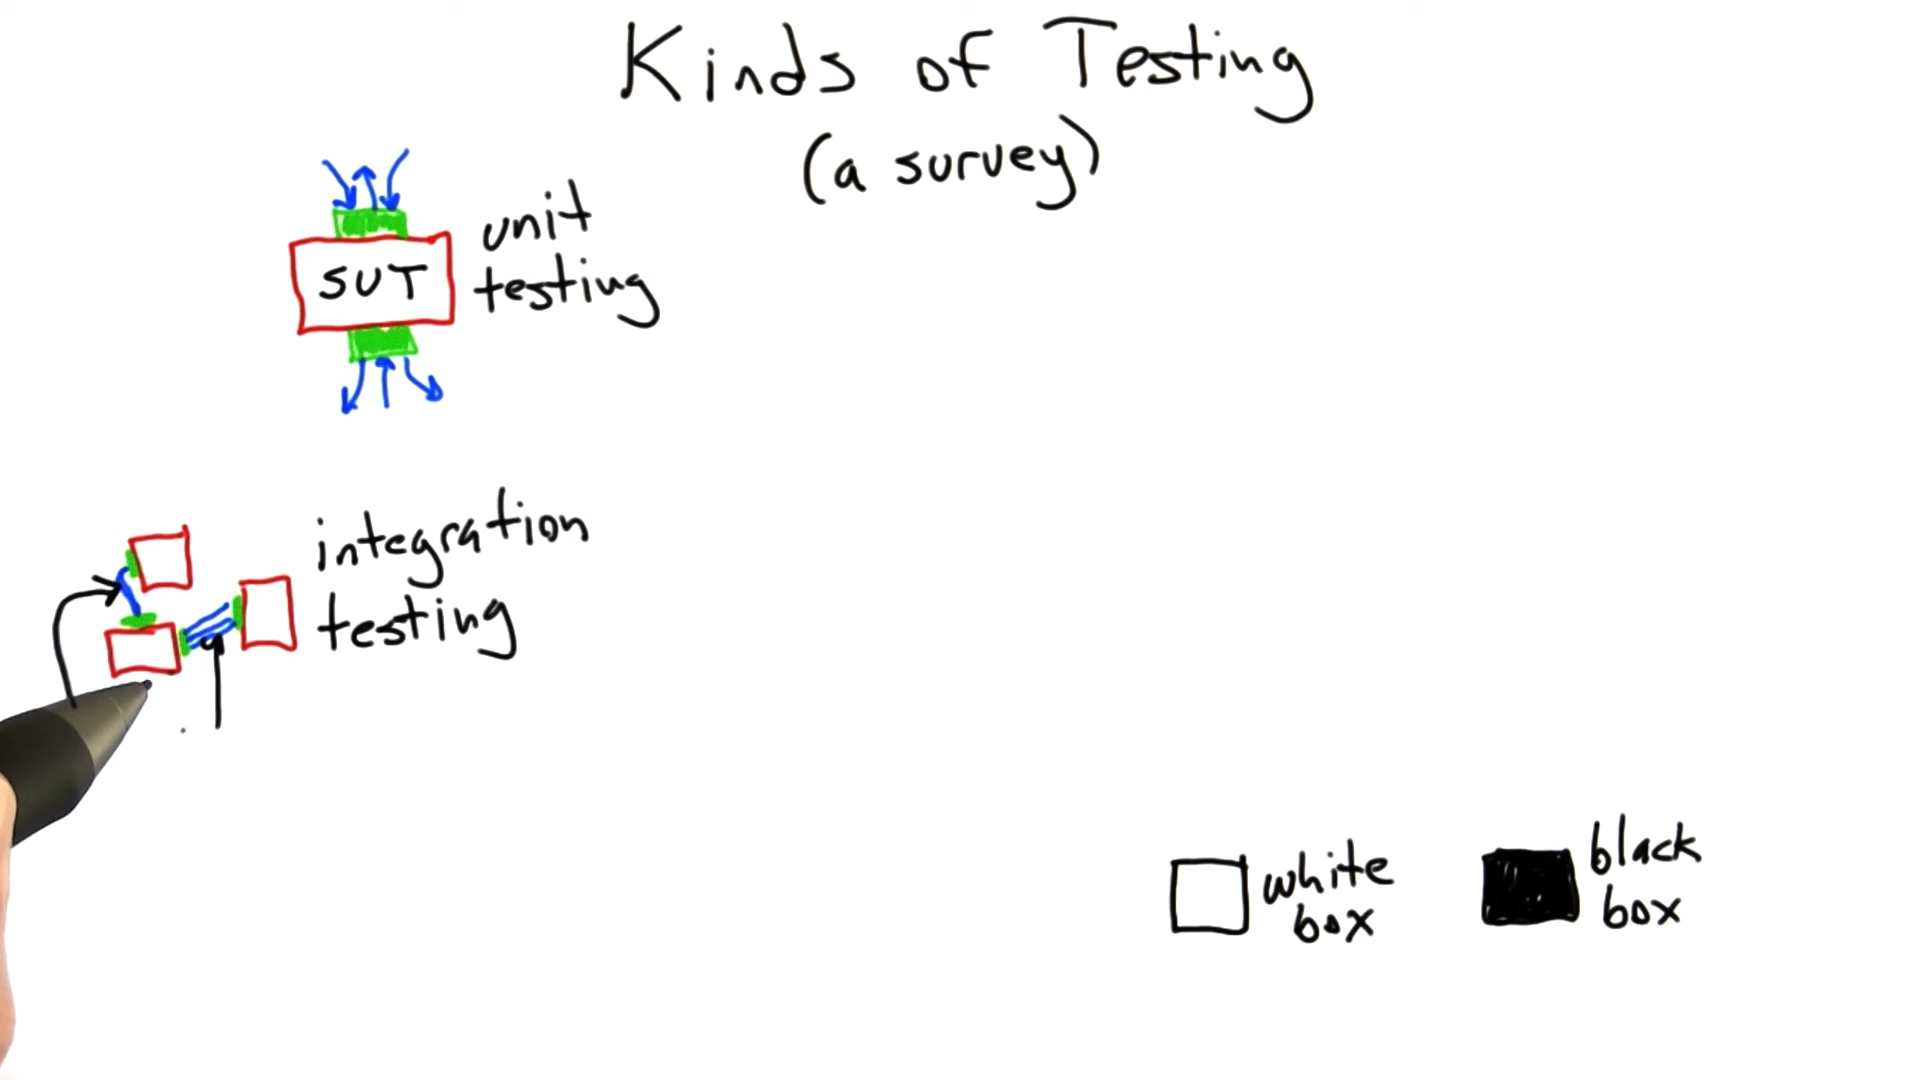 Kinds of Testing
(a survey)
SUT
unit
testing
integration
testing
white
box
black
box